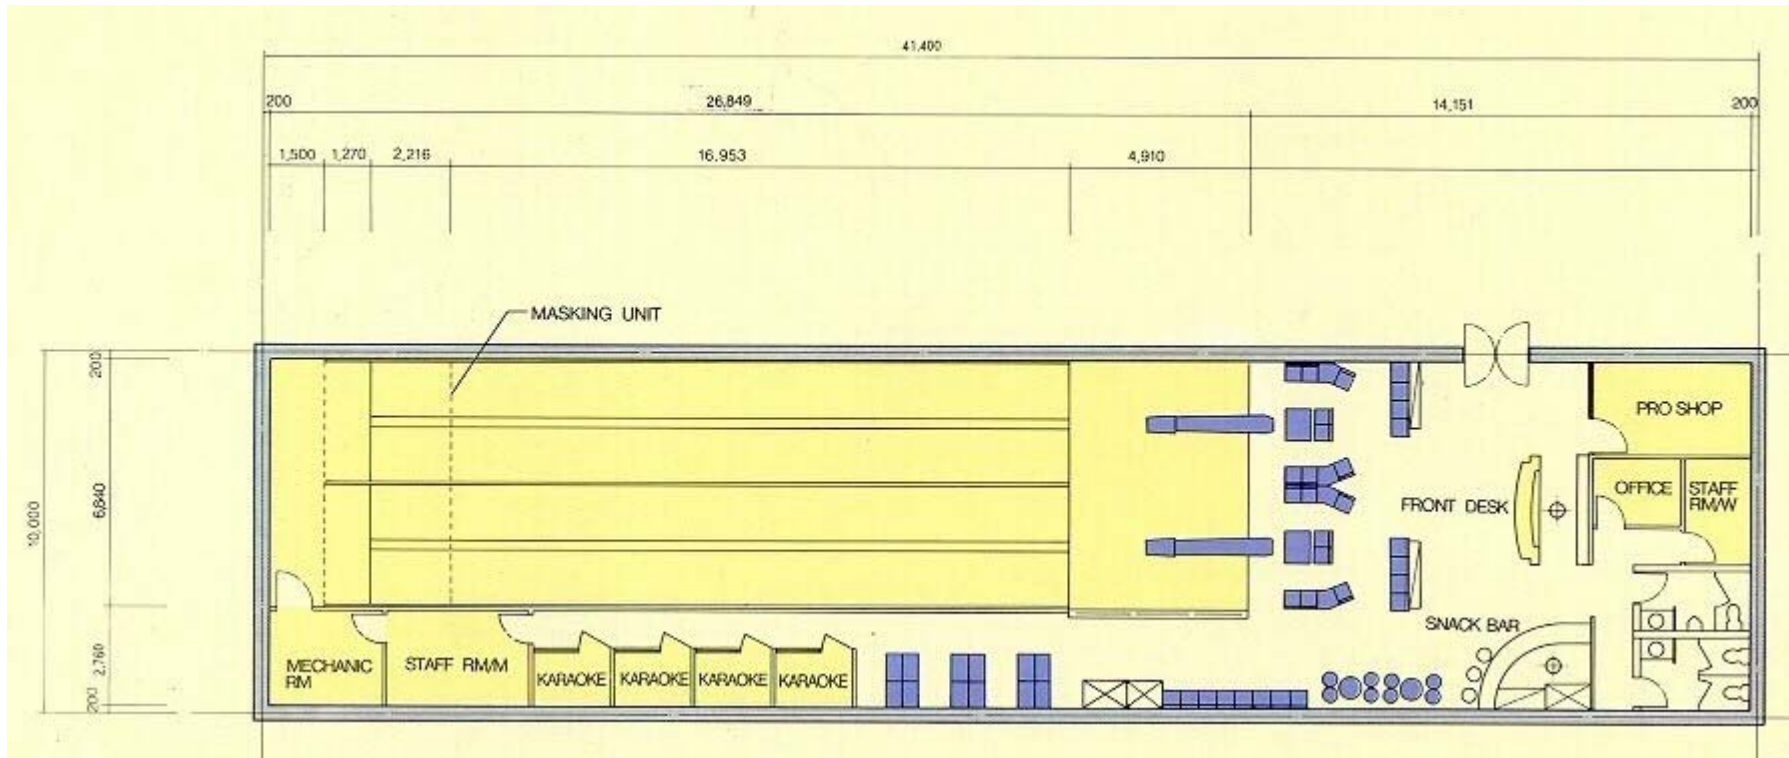 41,400
200
26,849
14,151
200
1,500
1,270
2,216
16,953
4,910
MASKING UNIT
200
10,000
6,840
2,760
200
PRO SHOP
OFFICE
STAFF
RM/W
FRONT DESK
SNACK BAR
MECHANIC
RM
STAFF RM/M
KARAOKE
KARAOKE
KARAOKE
KARAOKE